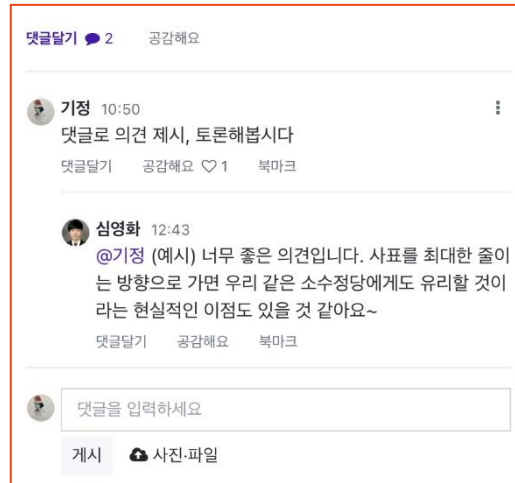 댓글달기 2 공감해요
기정 10:50
댓글로 의견 제시, 토론해봅시다
댓글달기 공감해요 1 북마크
심영화 12:43
@기정 (예시) 너무 좋은 의견입니다. 사표를 최대한 줄이
는 방향으로 가면 우리 같은 소수정당에게도 유리할 것이
라는 현실적인 이점도 있을 것 같아요~
댓글달기 공감해요 북마크
댓글을 입력하세요
게시 사진·파일